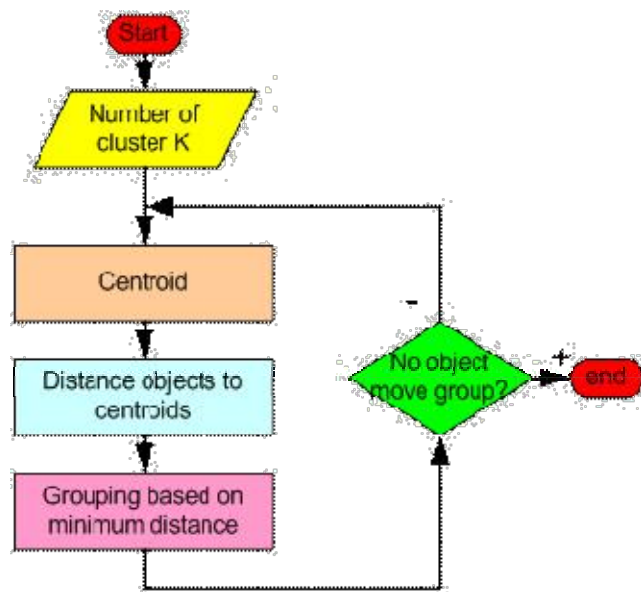 Start
Number of
cluster K
Centroid
Distance objects to
centroids
Grouping based on
minimum distance
-
No object
move group?
+
end